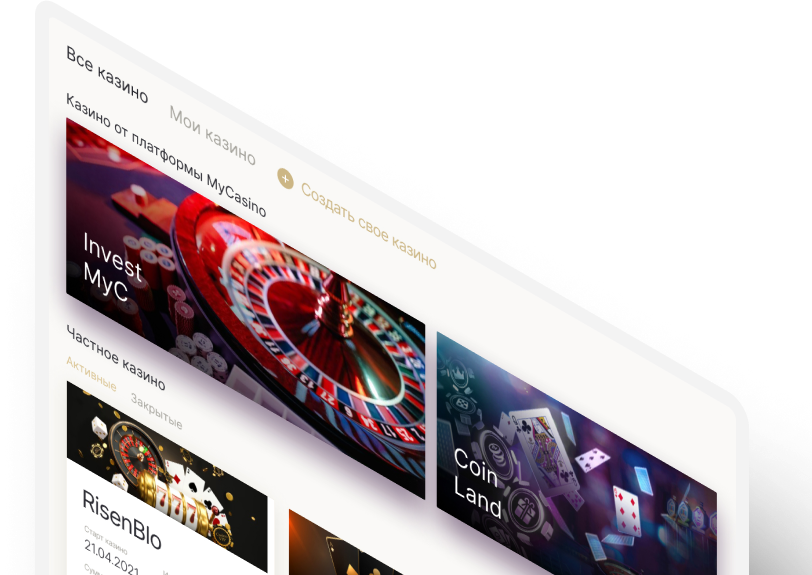 Все казино
Мои казино
Создать свое казино
Казино от платформы MyCasino
Invest
MyC
Coin
Land
Частное казино
Активные
Закрытые
RisenBlo
Старт казино
21.04.2021